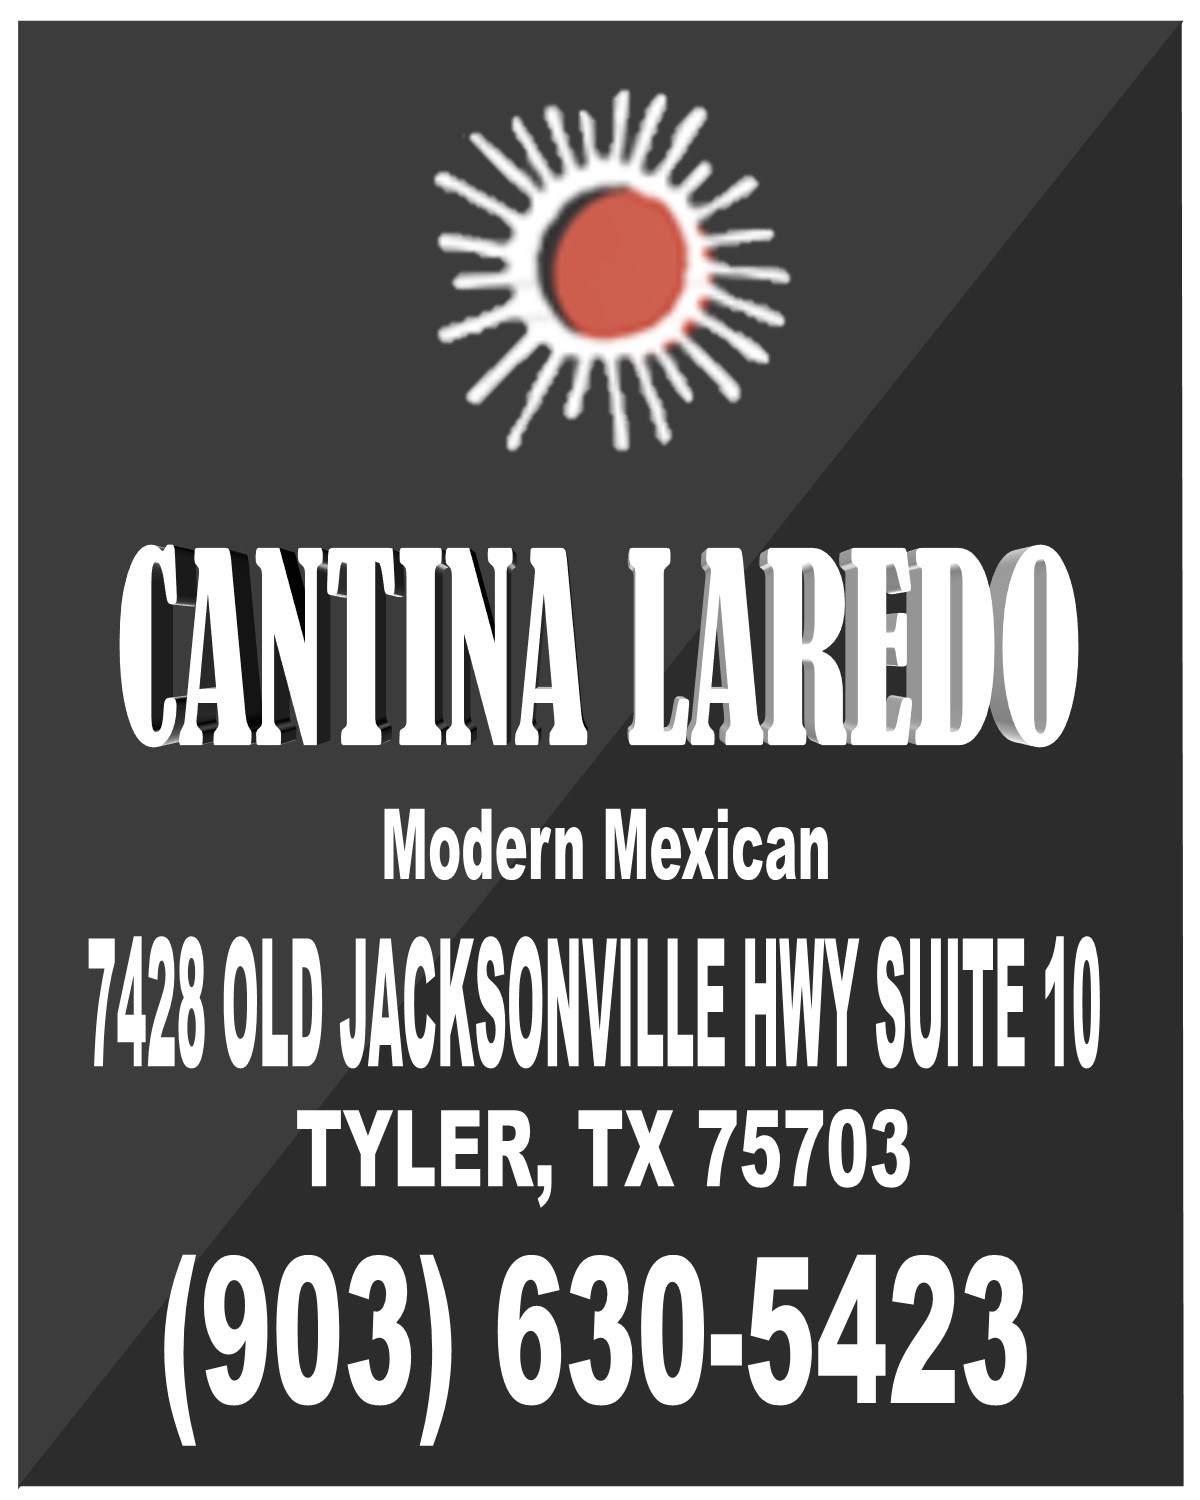 CANTINA LAREDO
Modern Mexican
7428 OLD JACKSONVILLE HWY SUITE 10
TYLER, TX 75703
(903) 630-5423